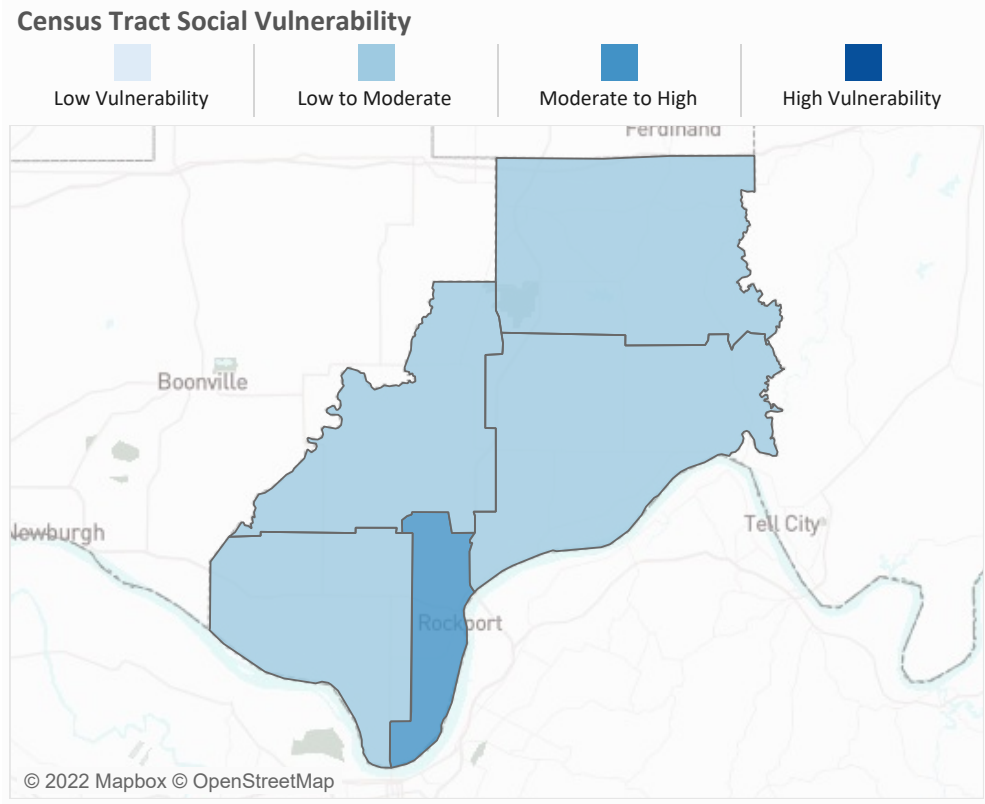 Census Tract Social Vulnerability
Low Vulnerability
Low to Moderate
Moderate to High
High Vulnerability
Ferdinand
Boonville
Newburgh
Tell City
Rockport
© 2022 Mapbox © OpenStreetMap